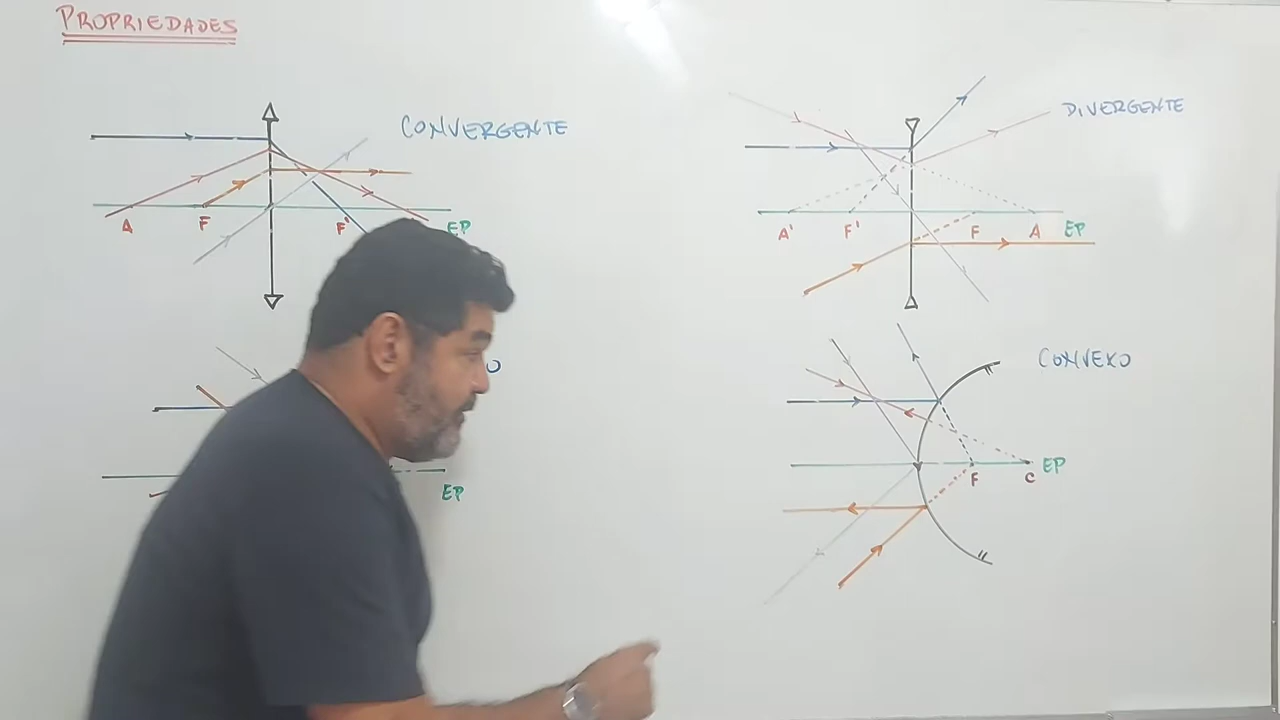 PROPRIEDADES
CONVERGENTE
A F F' EP
DIVERGENTE
A' F' F A EP
O
EP
CONVEXO
F C EP